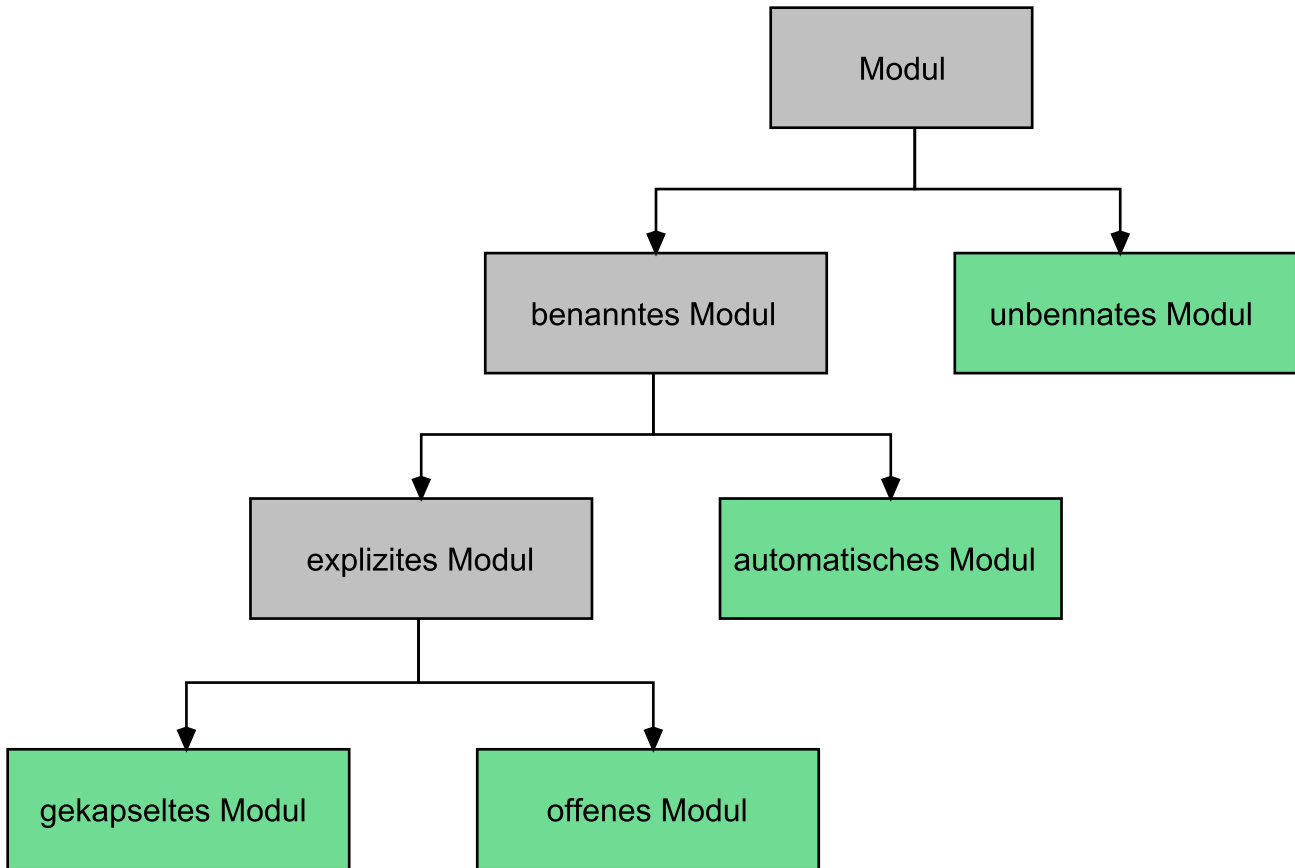 Modul
benanntes Modul
unbennates Modul
explizites Modul
automatisches Modul
gekapseltes Modul
offenes Modul